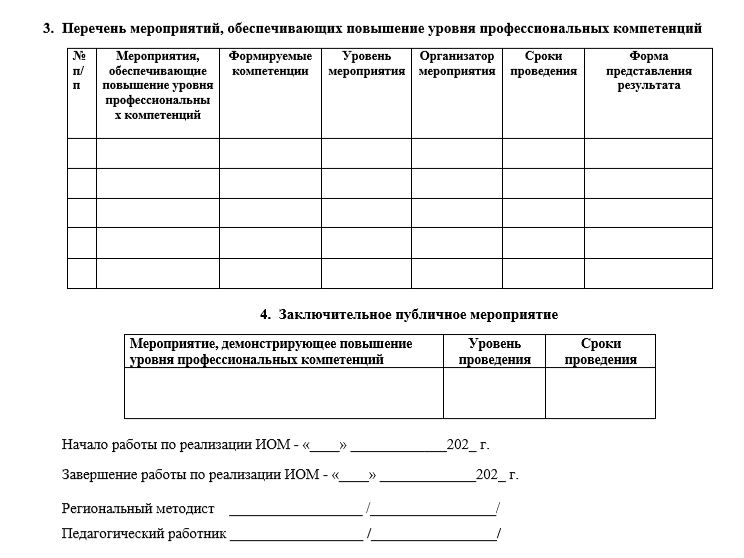 3. Перечень мероприятий, обеспечивающих повышение уровня профессиональных компетенций
№ п/п
Мероприятия, обеспечивающие повышение уровня профессиональных компетенций
Формируемые компетенции
Уровень мероприятия
Организатор мероприятия
Сроки проведения
Форма представления результата
4. Заключительное публичное мероприятие
Мероприятие, демонстрирующее повышение уровня профессиональных компетенций
Уровень проведения
Сроки проведения
Начало работы по реализации ИОМ - «____» _____________202_ г.
Завершение работы по реализации ИОМ - «____» _____________202_ г.
Региональный методист __________________ /_________________/
Педагогический работник __________________ /_________________/